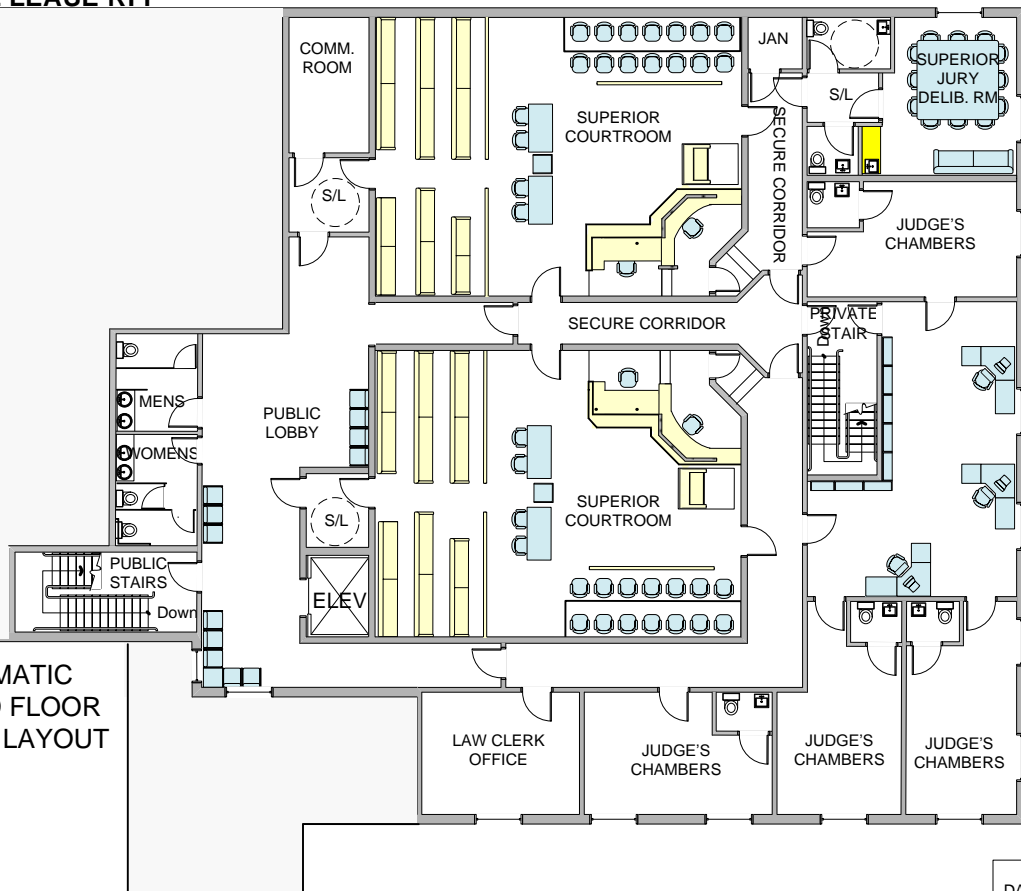 LEASE RFP
COMM.
ROOM
JAN
SUPERIOR
JURY
DELIB. RM
S/L
SUPERIOR
COURTROOM
SECURE CORRIDOR
S/L
JUDGE'S
CHAMBERS
SECURE CORRIDOR
PRIVATE
STAIR
Down
MENS
WOMENS
PUBLIC
LOBBY
S/L
SUPERIOR
COURTROOM
PUBLIC
STAIRS
Down
ELEV
MATIC
FLOOR
LAYOUT
LAW CLERK
OFFICE
JUDGE'S
CHAMBERS
JUDGE'S
CHAMBERS
JUDGE'S
CHAMBERS